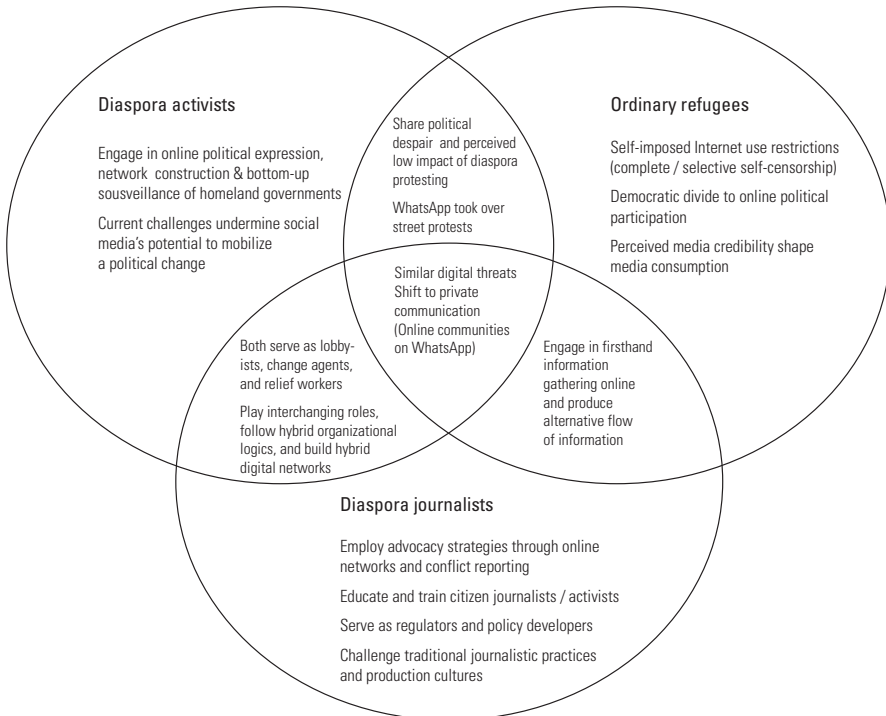 Diaspora activists
Engage in online political expression,
network construction & bottom-up
sousveillance of homeland governments
Current challenges undermine social
media's potential to mobilize
a political change
Share political
despair and perceived
low impact of diaspora
protesting
WhatsApp took over
street protests
Ordinary refugees
Self-imposed Internet use restrictions
(complete / selective self-censorship)
Democratic divide to online political
participation
Perceived media credibility shape
media consumption
Similar digital threats
Shift to private
communication
(Online communities
on WhatsApp)
Both serve as lobby-
ists, change agents,
and relief workers
Play interchanging roles,
follow hybrid organizational
logics, and build hybrid
digital networks
Engage in firsthand
information
gathering online
and produce
alternative flow
of information
Diaspora journalists
Employ advocacy strategies through online
networks and conflict reporting
Educate and train citizen journalists / activists
Serve as regulators and policy developers
Challenge traditional journalistic practices
and production cultures